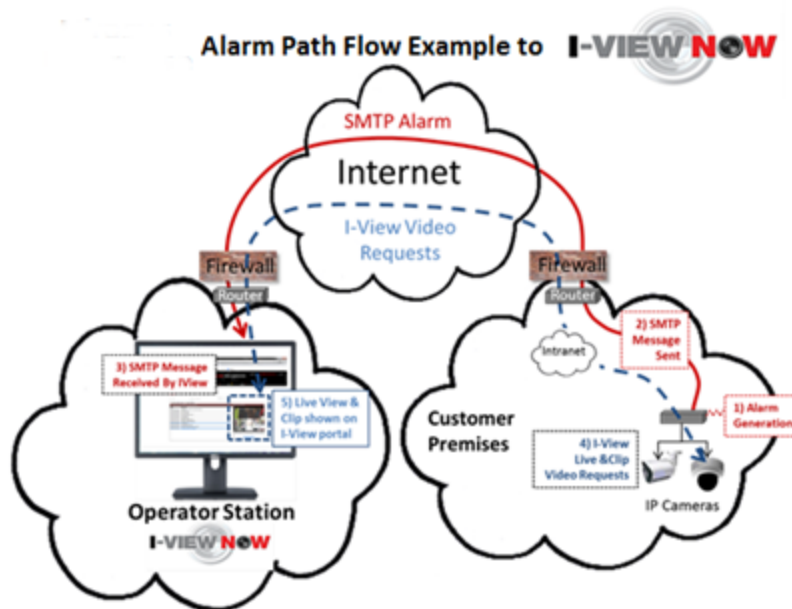 Alarm Path Flow Example to I-VIEW NOW
SMTP Alarm
Internet
I-View Video
Requests
Firewall
Router
Firewall
Router
3) SMTP Message
Received By IView
5) Live View &
Clip shown on
I-View portal
Operator Station
I-VIEW NOW
Intranet
2) SMTP
Message
Sent
Customer
Premises
1) Alarm
Generation
4) I-View
Live &Clip
Video Requests
IP Cameras